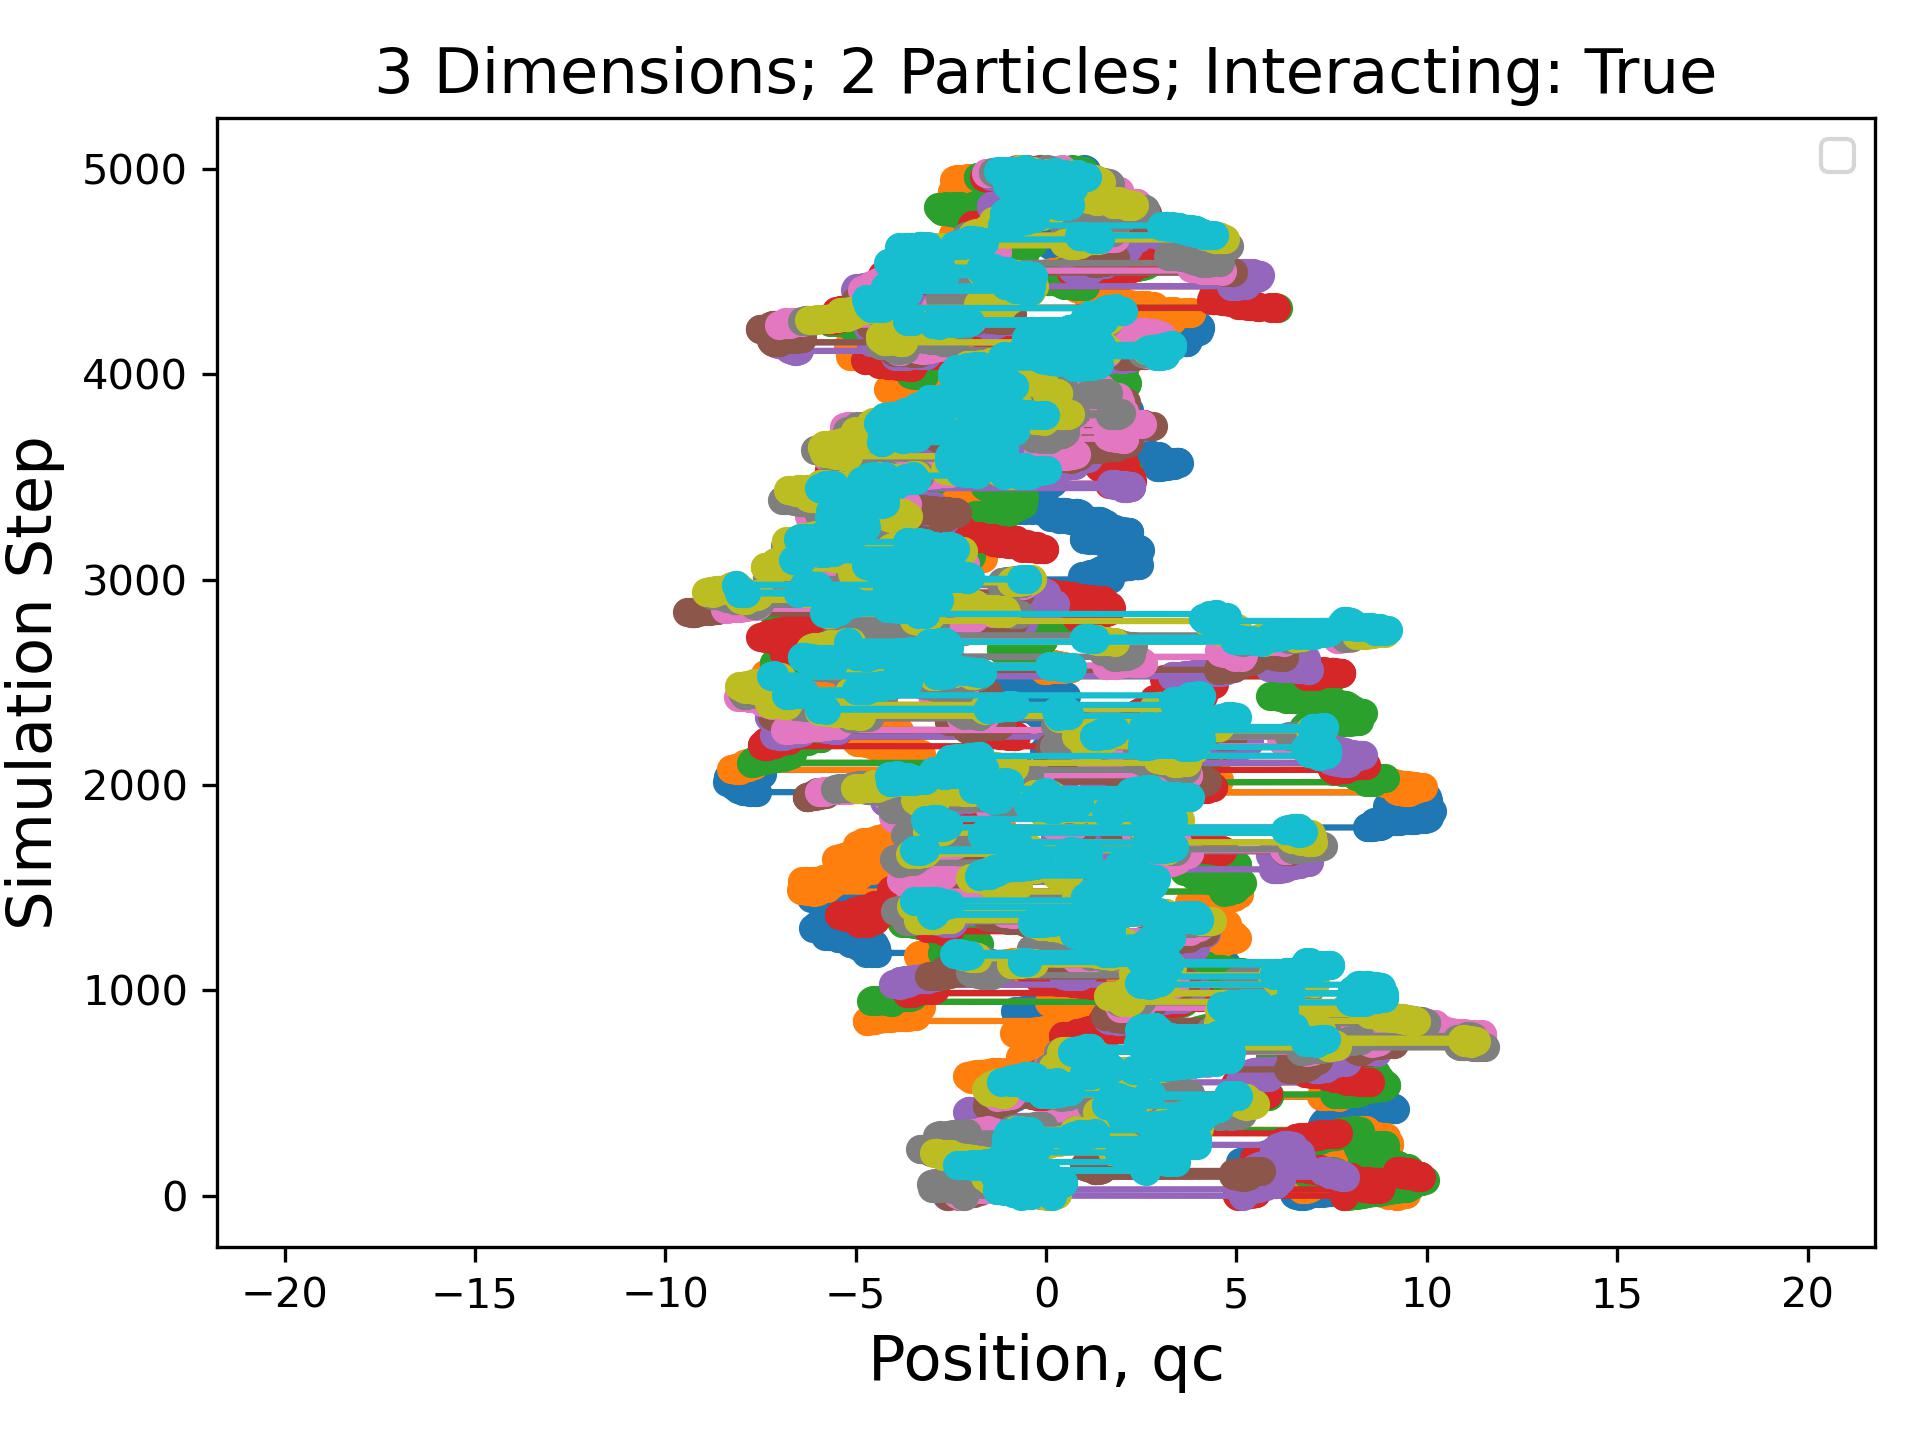 3 Dimensions; 2 Particles; Interacting: True
Simulation Step
5000
4000
3000
2000
1000
0
−20 −15 −10 −5 0 5 10 15 20
Position, qc